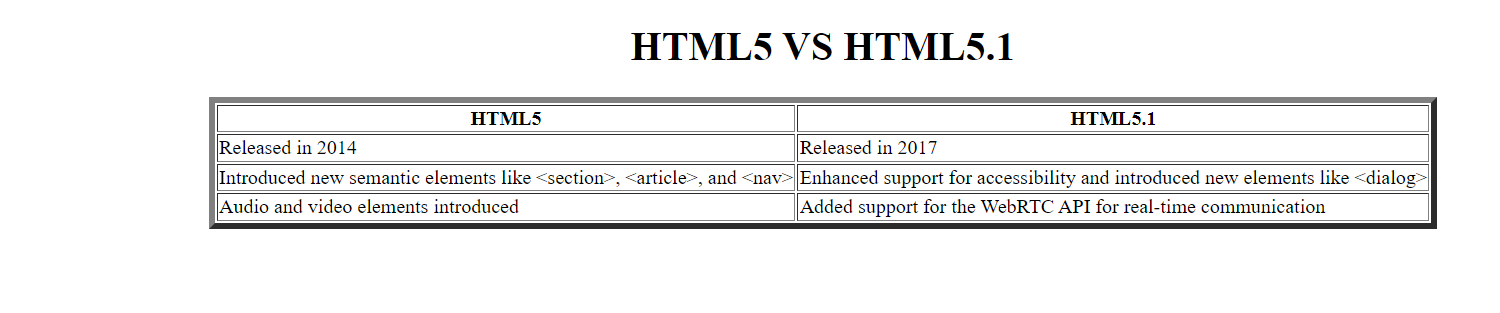 HTML5 VS HTML5.1
HTML5 HTML5.1
Released in 2014 Released in 2017
Introduced new semantic elements like <section>, <article>, and <nav> Enhanced support for accessibility and introduced new elements like <dialog>
Audio and video elements introduced Added support for the WebRTC API for real-time communication